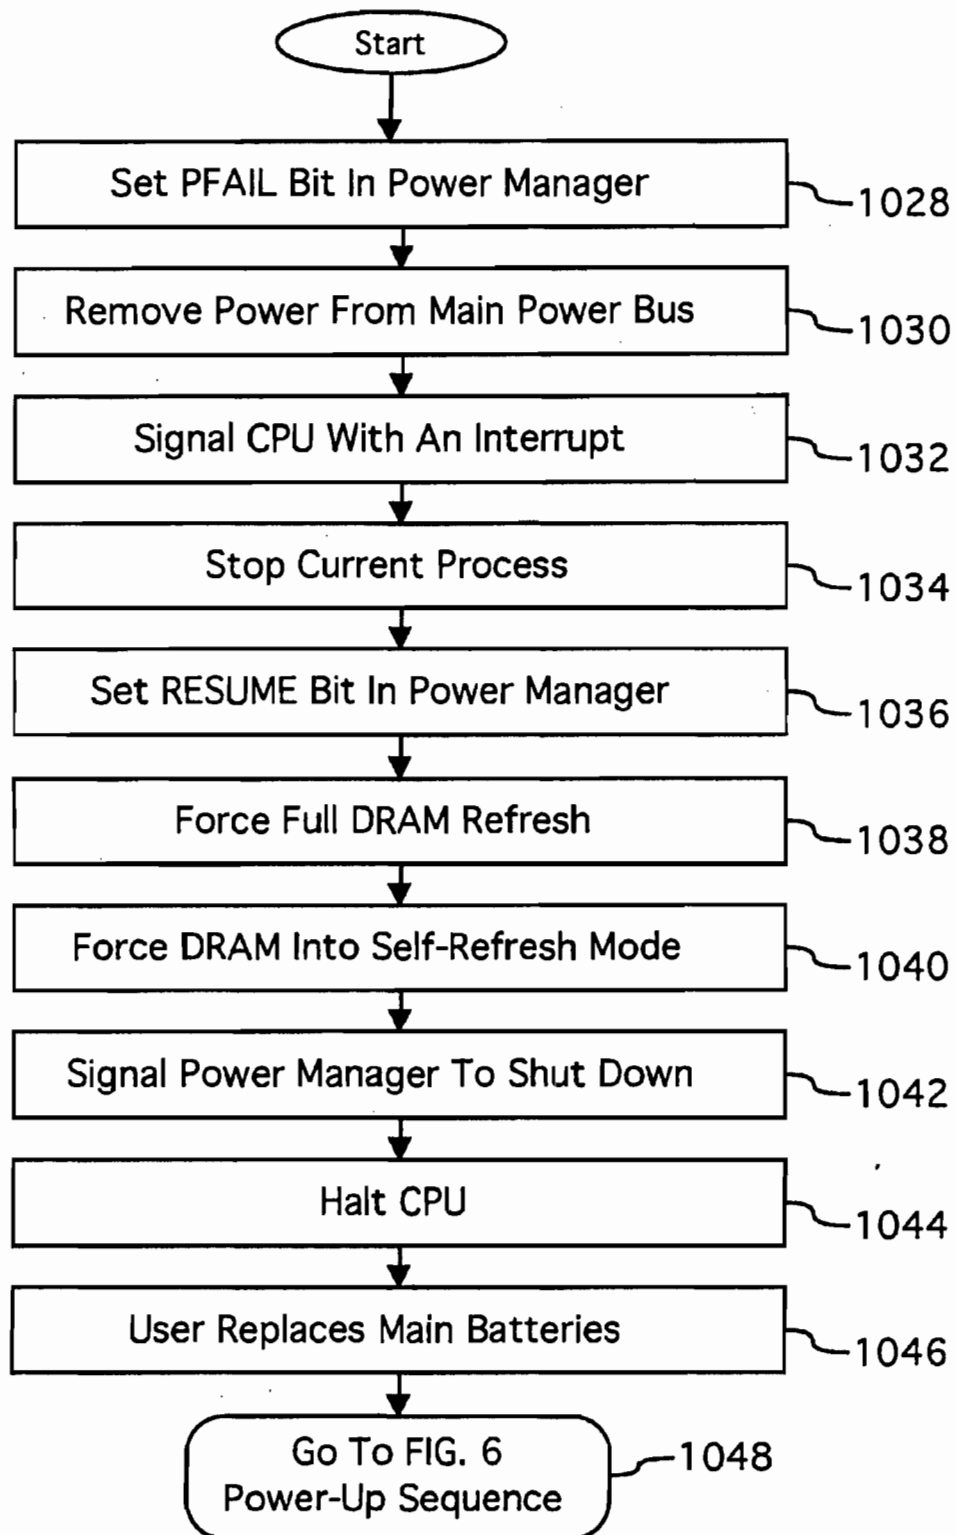 Start
Set PFAIL Bit In Power Manager
1028
Remove Power From Main Power Bus
1030
Signal CPU With An Interrupt
1032
Stop Current Process
1034
Set RESUME Bit In Power Manager
1036
Force Full DRAM Refresh
1038
Force DRAM Into Self-Refresh Mode
1040
Signal Power Manager To Shut Down
1042
Halt CPU
1044
User Replaces Main Batteries
1046
Go To FIG. 6
Power-Up Sequence
1048